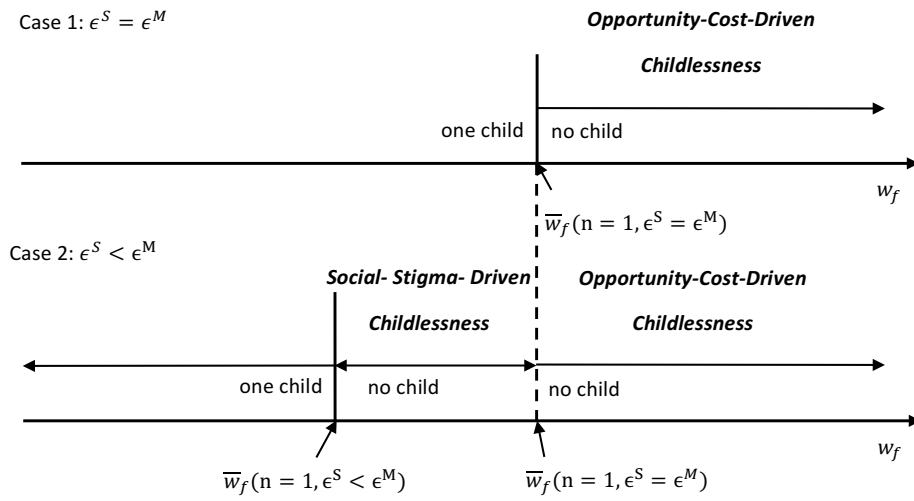 Case 1: ϵ^S = ϵ^M
Opportunity-Cost-Driven
Childlessness
one child
no child
w_f
w̅_f(n = 1, ϵ^S = ϵ^M)
Case 2: ϵ^S < ϵ^M
Social- Stigma- Driven
Childlessness
Opportunity-Cost-Driven
Childlessness
one child
no child
no child
w_f
w̅_f(n = 1, ϵ^S < ϵ^M)
w̅_f(n = 1, ϵ^S = ϵ^M)